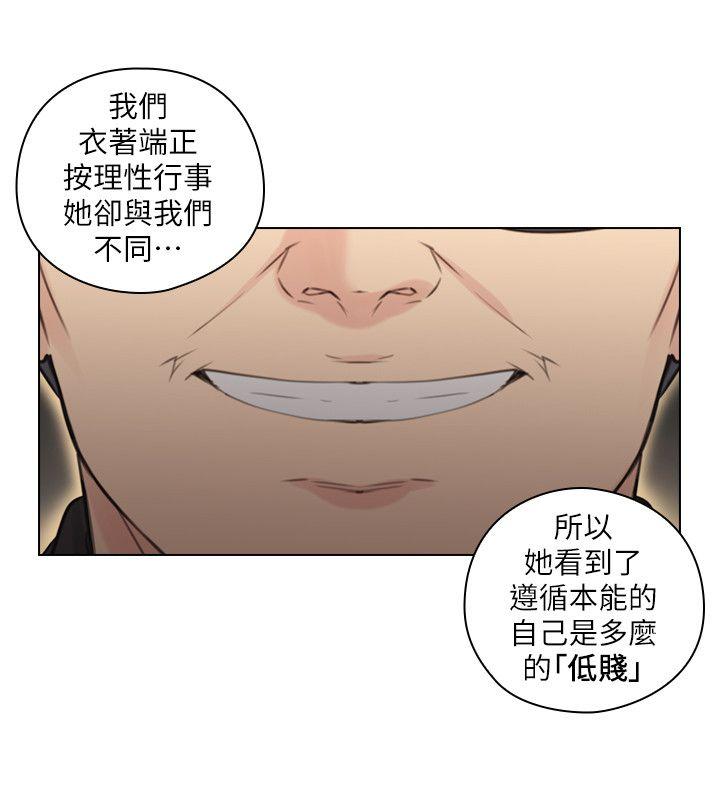 我們
衣著端正
按理性行事
她卻與我們
不同⋯
所以
她看到了
遵循本能的
自己是多麼
的「低賤」